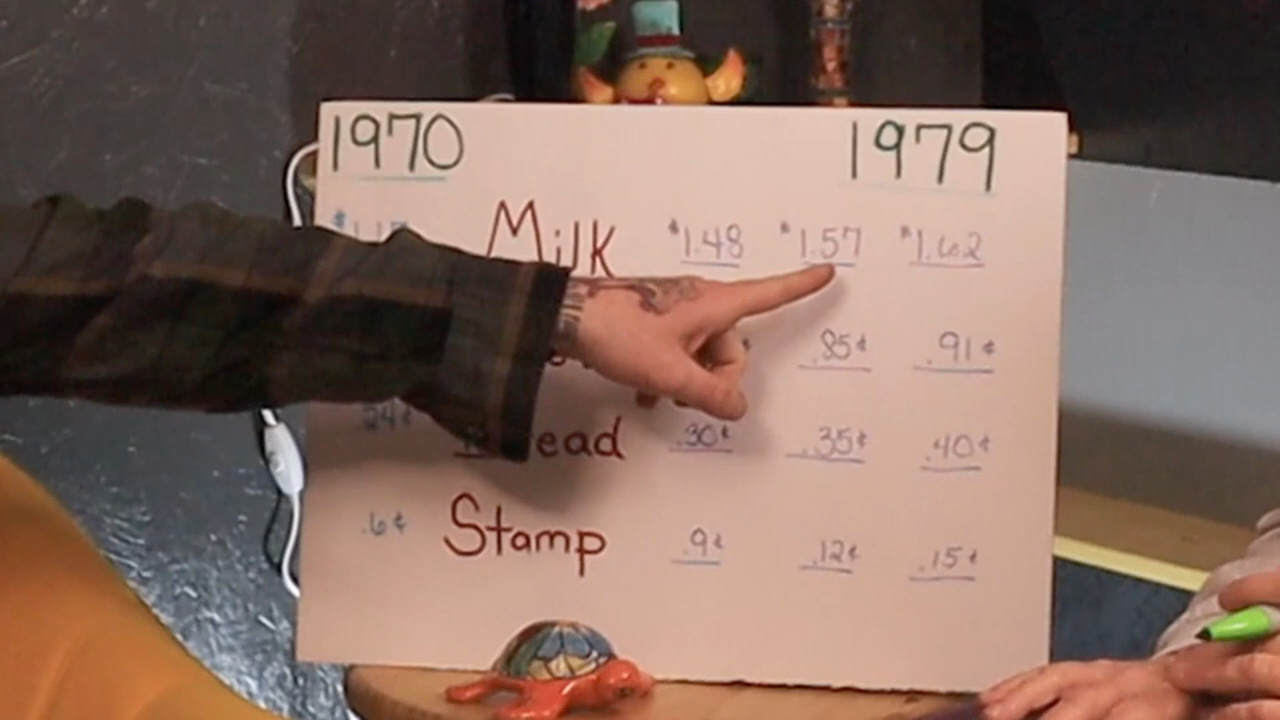 1970 1979
Milk $1.48 $1.57 $1.62
.85¢ .91¢
.24¢ Bread .30¢ .35¢ .40¢
.6¢ Stamp .9¢ .12¢ .15¢